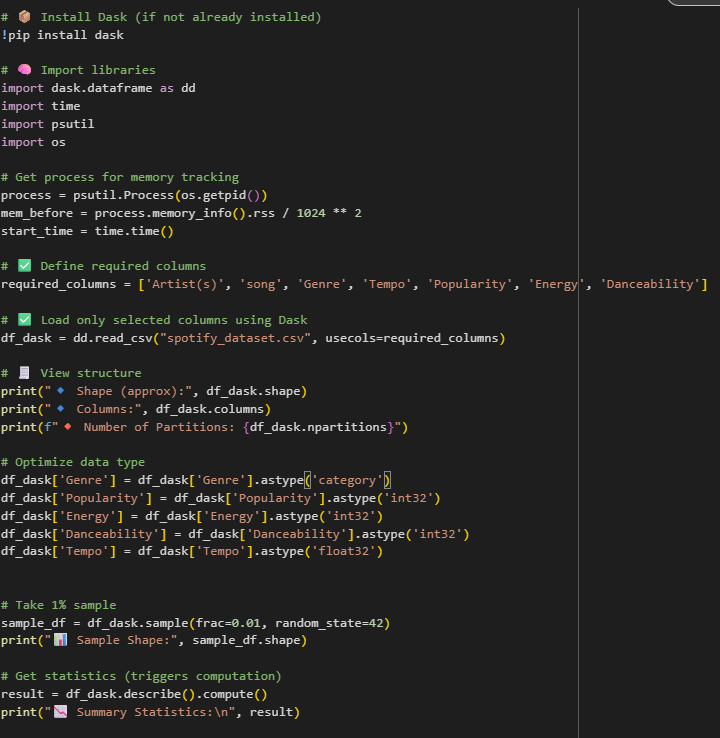 # 📦 Install Dask (if not already installed)
!pip install dask
# 🧠 Import libraries
import dask.dataframe as dd
import time
import psutil
import os
# Get process for memory tracking
process = psutil.Process(os.getpid())
mem_before = process.memory_info().rss / 1024 ** 2
start_time = time.time()
# ✅ Define required columns
required_columns = ['Artist(s)', 'song', 'Genre', 'Tempo', 'Popularity', 'Energy', 'Danceability']
# ✅ Load only selected columns using Dask
df_dask = dd.read_csv("spotify_dataset.csv", usecols=required_columns)
# 🧾 View structure
print("🔹 Shape (approx):", df_dask.shape)
print("🔹 Columns:", df_dask.columns)
print(f"🔸 Number of Partitions: {df_dask.npartitions}")
# Optimize data type
df_dask['Genre'] = df_dask['Genre'].astype('category')
df_dask['Popularity'] = df_dask['Popularity'].astype('int32')
df_dask['Energy'] = df_dask['Energy'].astype('int32')
df_dask['Danceability'] = df_dask['Danceability'].astype('int32')
df_dask['Tempo'] = df_dask['Tempo'].astype('float32')
# Take 1% sample
sample_df = df_dask.sample(frac=0.01, random_state=42)
print("📊 Sample Shape:", sample_df.shape)
# Get statistics (triggers computation)
result = df_dask.describe().compute()
print("📉 Summary Statistics:\n", result)